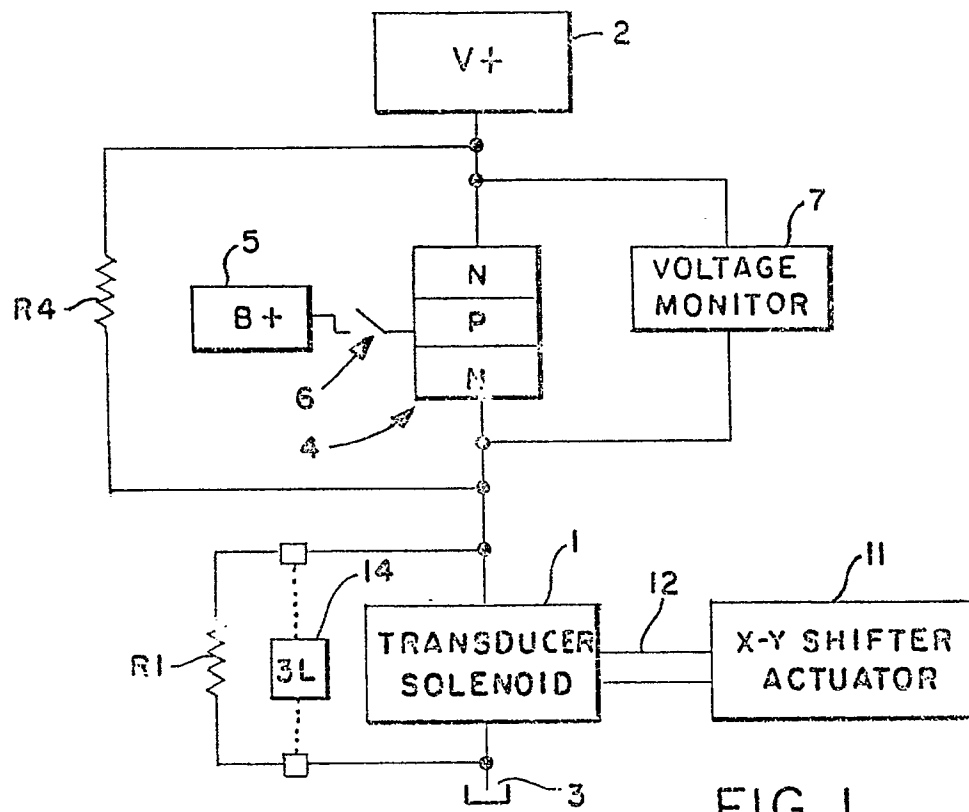 2
V+
7
5
VOLTAGE
MONITOR
N
R4
B+
P
N
6
4
1
11
14
12
TRANSDUCER
SOLENOID
X-Y SHIFTER
ACTUATOR
R1
3L
3
FIG. 1